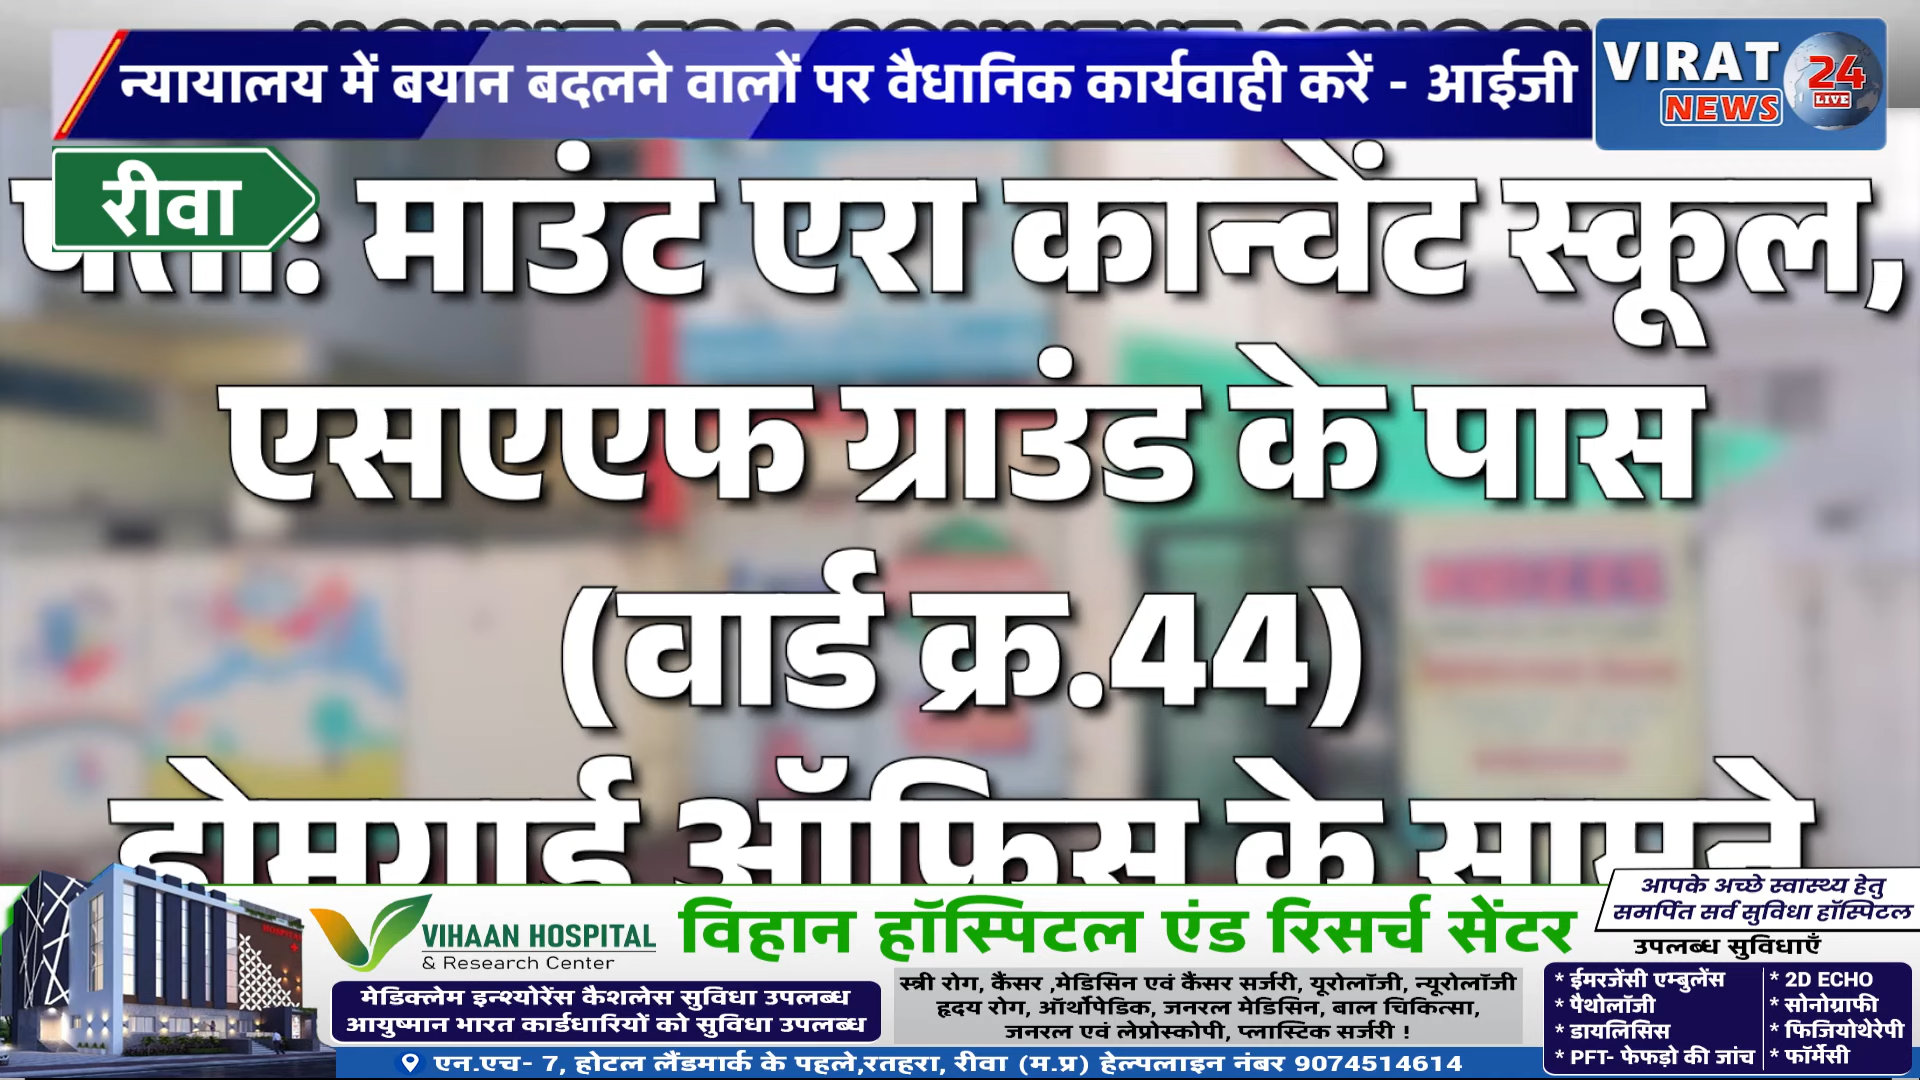 न्यायालय में बयान बदलने वालों पर वैधानिक कार्यवाही करें - आईजी
VIRAT
NEWS
24
LIVE
रीवा
माउंट एरा कान्वेंट स्कूल,
एसएएफ ग्राउंड के पास
(वार्ड क्र.44)
होमगार्ड ऑफिस के सामने
VIHAAN HOSPITAL
& Research Center
विहान हॉस्पिटल एंड रिसर्च सेंटर
आपके अच्छे स्वास्थ्य हेतु
समर्पित सर्व सुविधा हॉस्पिटल
उपलब्ध सुविधाएँ
मेडिक्लेम इन्श्योरेंस कैशलेस सुविधा उपलब्ध
आयुष्मान भारत कार्डधारियों को सुविधा उपलब्ध
स्त्री रोग, कैंसर ,मेडिसिन एवं कैंसर सर्जरी, यूरोलॉजी, न्यूरोलॉजी
हृदय रोग, ऑर्थोपेडिक, जनरल मेडिसिन, बाल चिकित्सा,
जनरल एवं लेप्रोस्कोपी, प्लास्टिक सर्जरी !
* ईमरजेंसी एम्बुलेंस
* पैथोलॉजी
* डायलिसिस
* PFT- फेफड़ो की जांच
* 2D ECHO
* सोनोग्राफी
* फिजियोथेरेपी
* फॉर्मेसी
एन.एच- 7, होटल लैंडमार्क के पहले,रतहरा, रीवा (म.प्र) हेल्पलाइन नंबर 9074514614